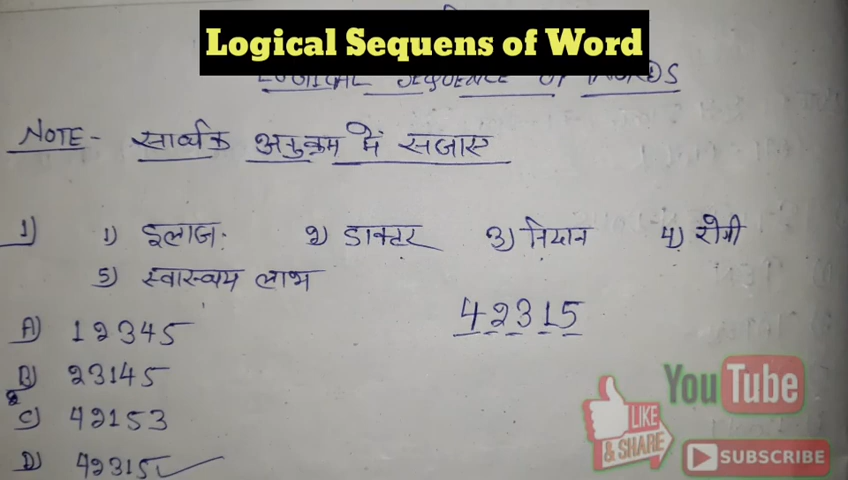 Logical Sequens of Word
LOGICAL SEQUENCE OF WORDS
NOTE- सार्थक अनुक्रम में सजाए
1) 1) इलाज 2) डाक्टर 3) निदान 4) रोगी
5) स्वास्थ्य लाभ
42315
A) 12345
B) 23145
C) 42153
D) 42315
YouTube
LIKE
& SHARE
SUBSCRIBE